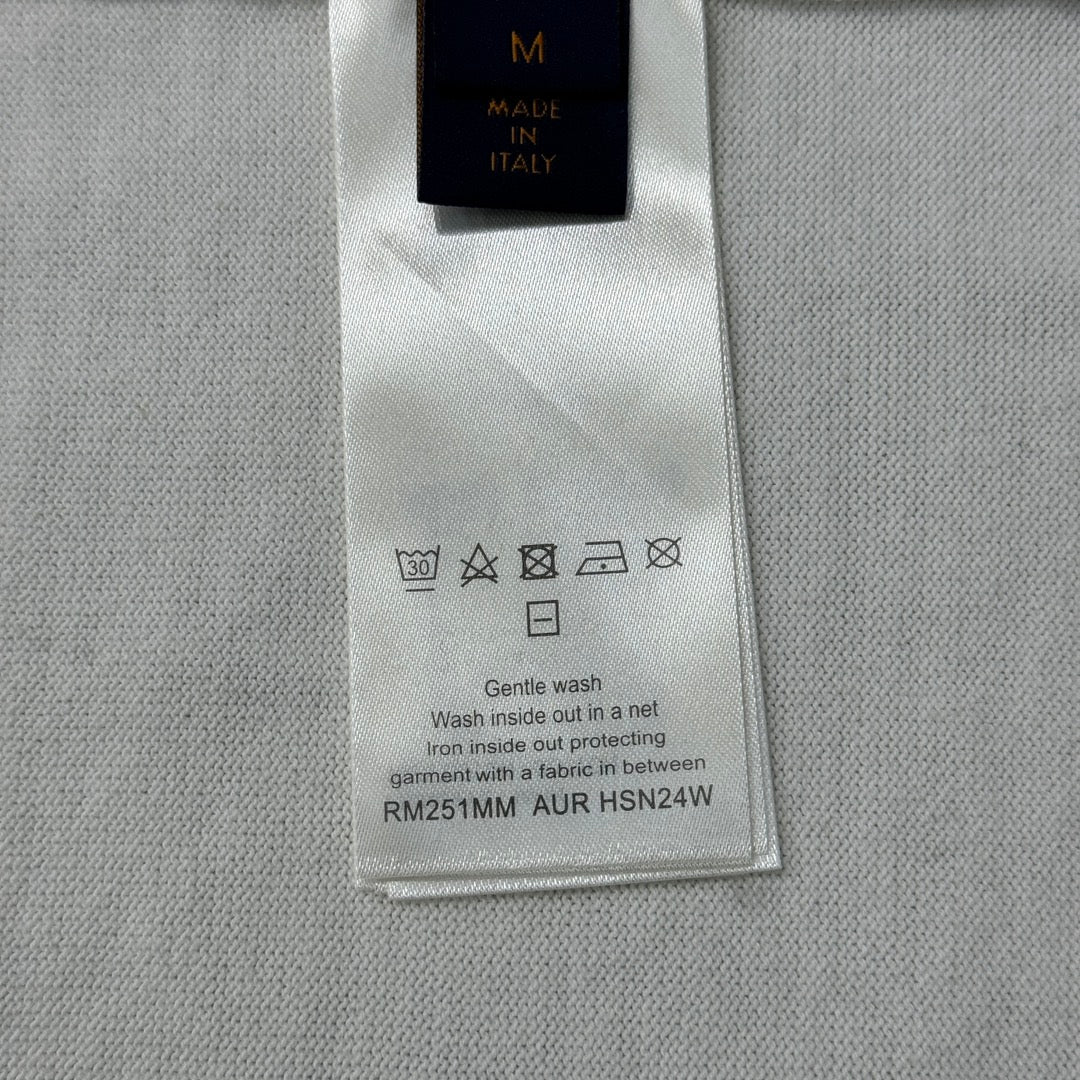 M
MADE
IN
ITALY
30
Gentle wash
Wash inside out in a net
Iron inside out protecting
garment with a fabric in between
RM251MM AUR HSN24W